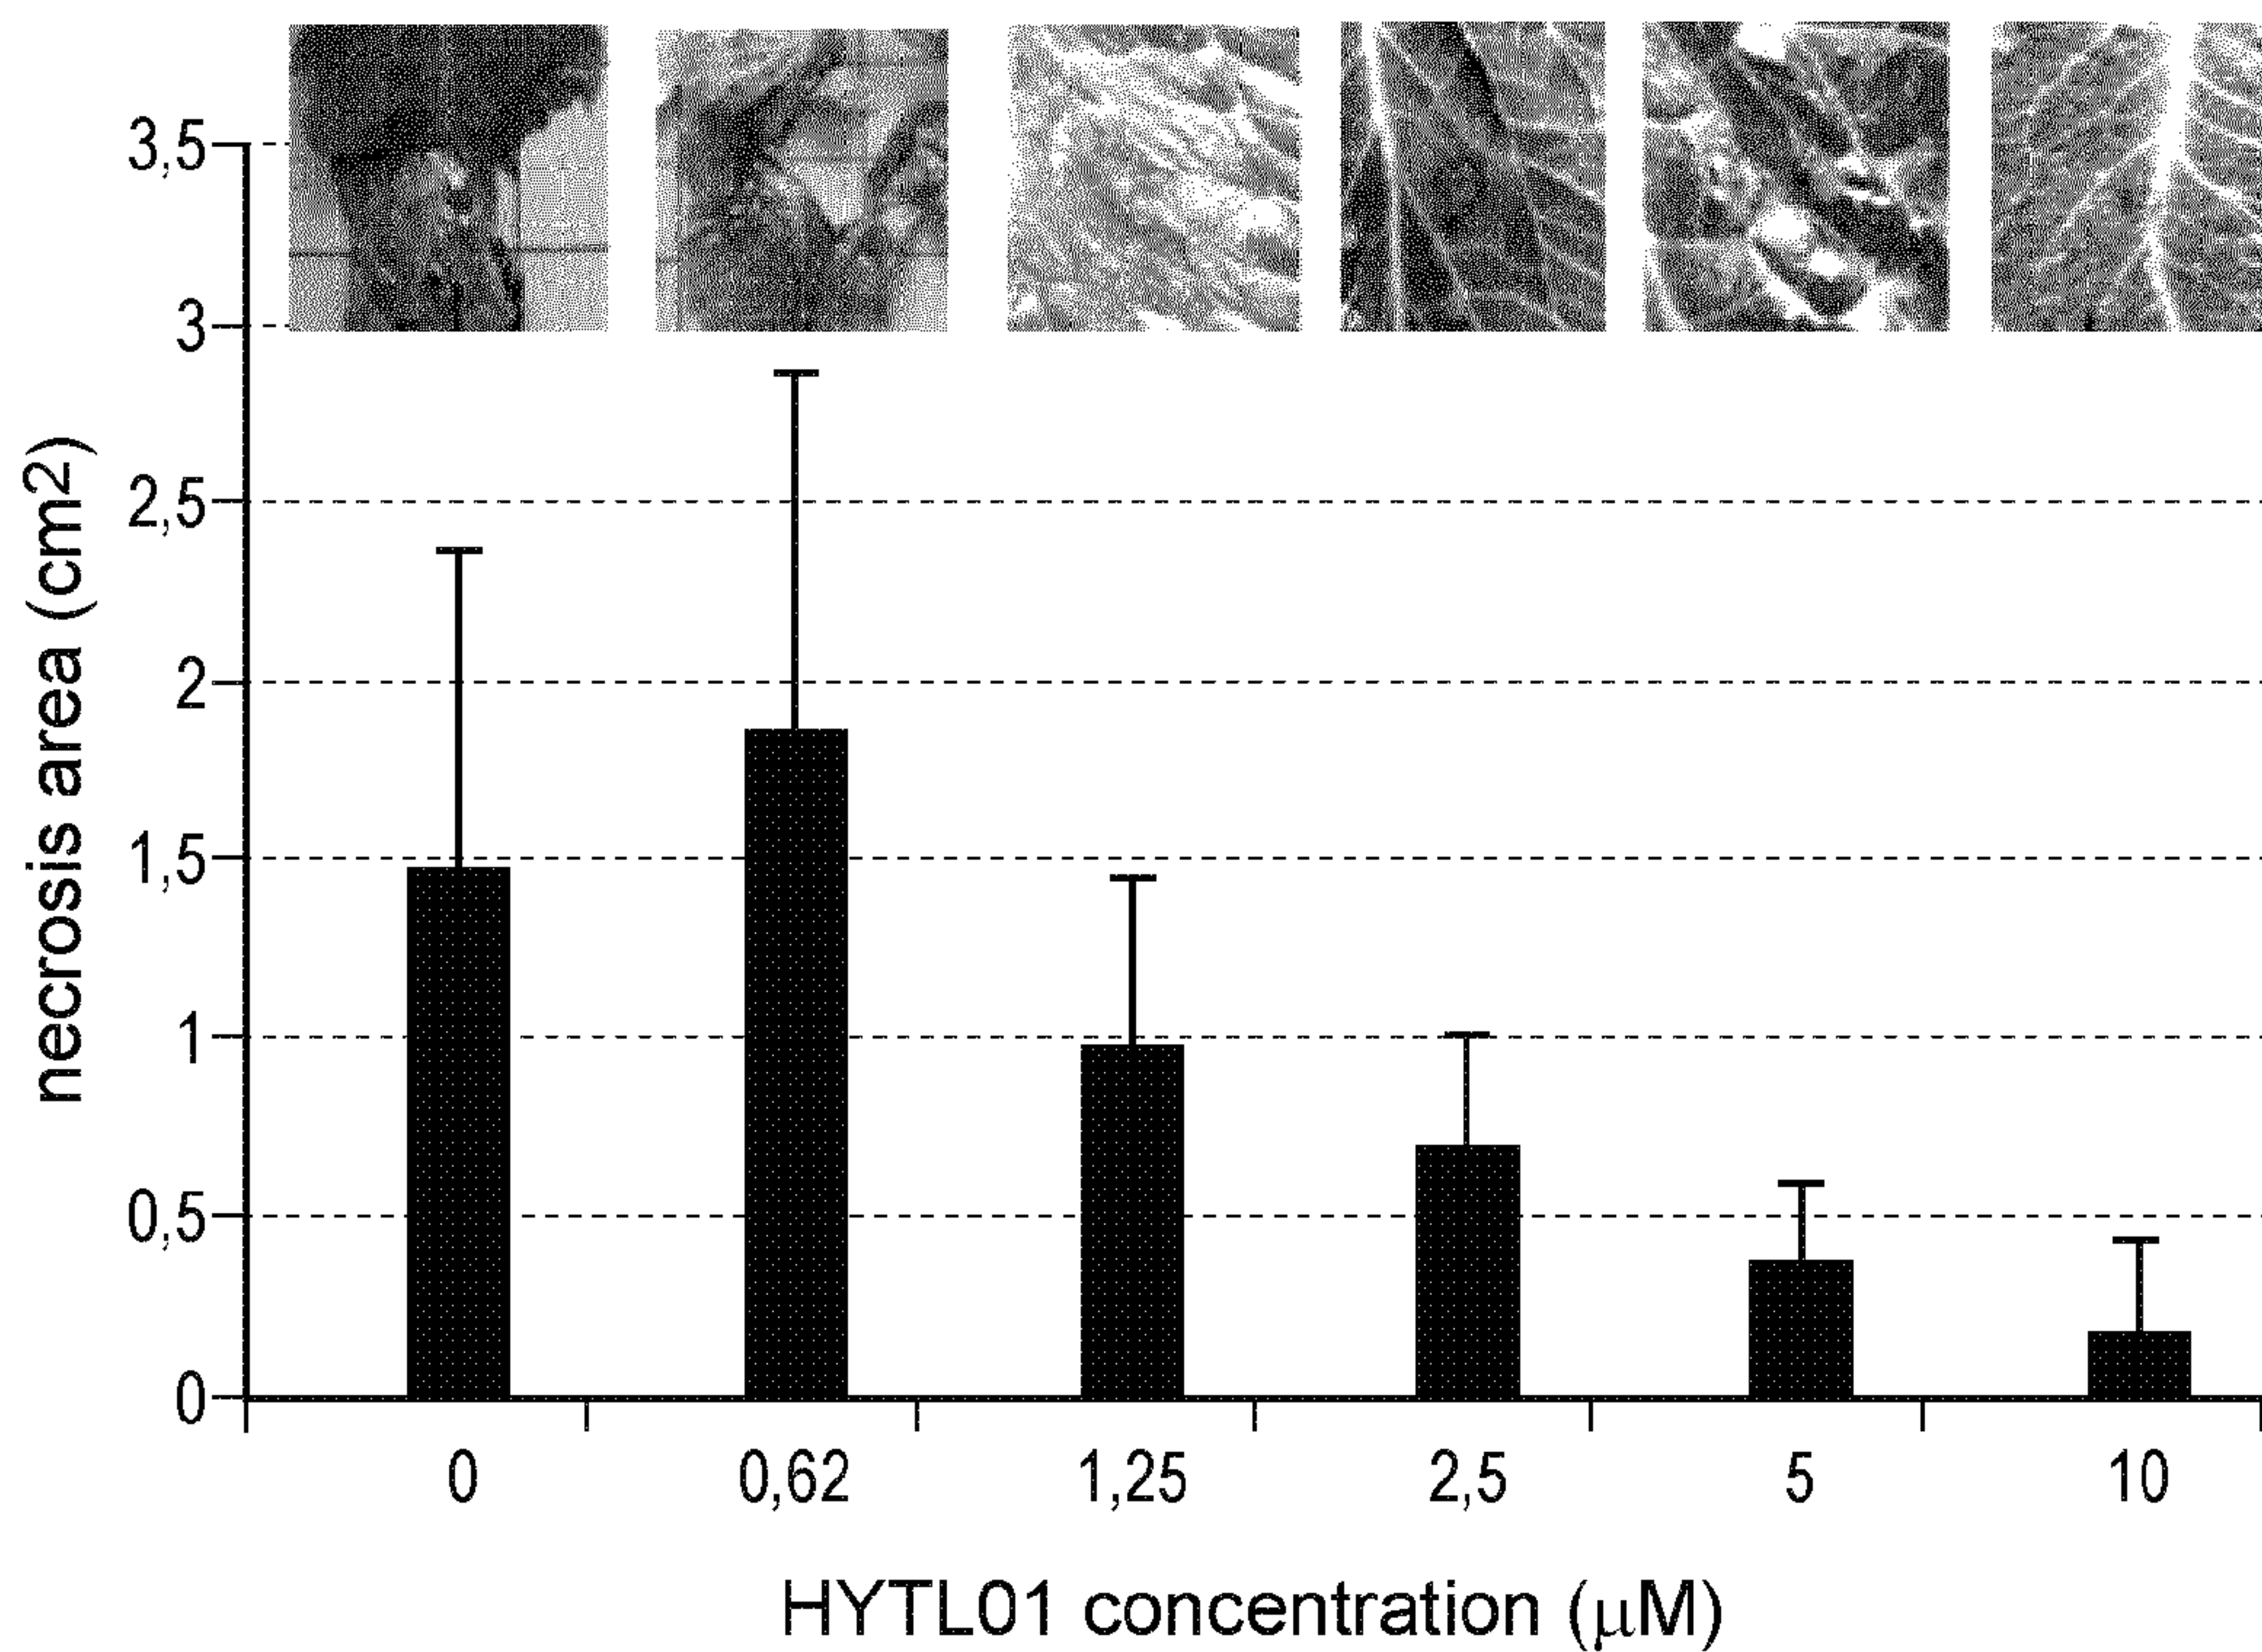 3,5
3
2,5
2
1,5
1
0,5
0
necrosis area (cm2)
0 0,62 1,25 2,5 5 10
HYTL01 concentration (μM)